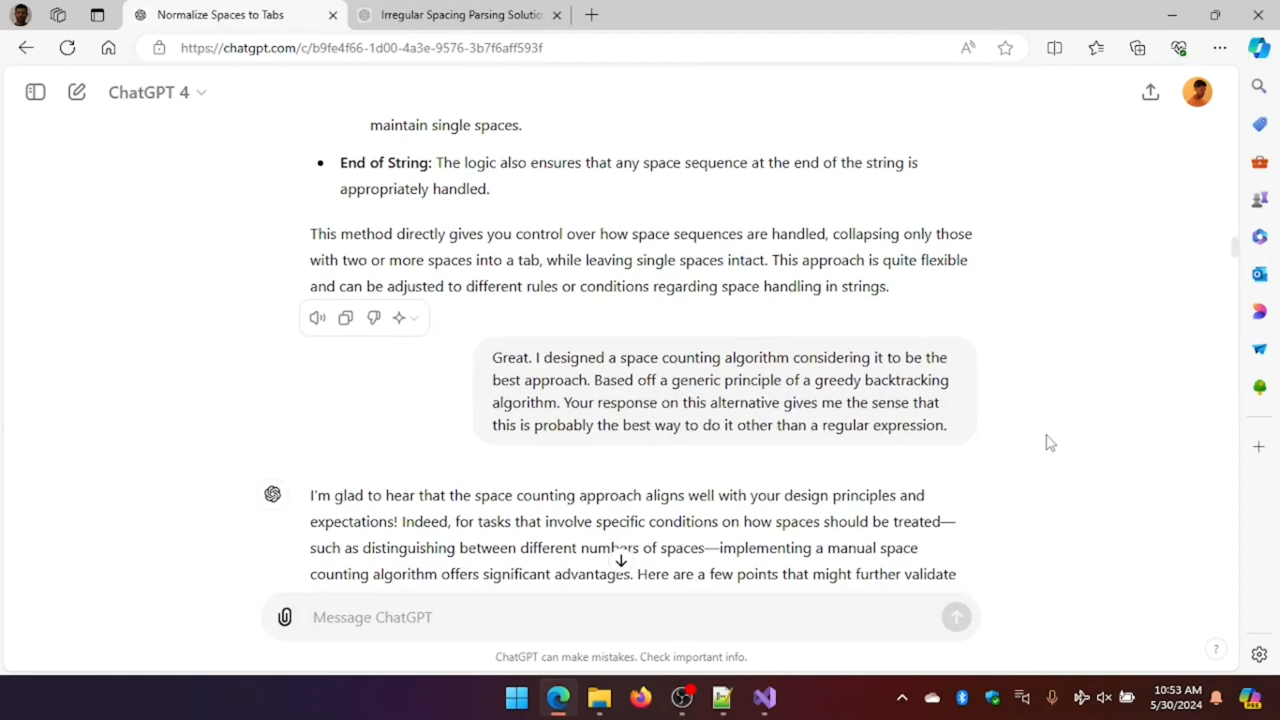 Normalize Spaces to Tabs
Irregular Spacing Parsing Solutio
https://chatgpt.com/c/b9fe4f66-1d00-4a3e-9576-3b7f6aff593f
ChatGPT 4
maintain single spaces.
• End of String: The logic also ensures that any space sequence at the end of the string is
appropriately handled.
This method directly gives you control over how space sequences are handled, collapsing only those
with two or more spaces into a tab, while leaving single spaces intact. This approach is quite flexible
and can be adjusted to different rules or conditions regarding space handling in strings.
Great. I designed a space counting algorithm considering it to be the
best approach. Based off a generic principle of a greedy backtracking
algorithm. Your response on this alternative gives me the sense that
this is probably the best way to do it other than a regular expression.
I'm glad to hear that the space counting approach aligns well with your design principles and
expectations! Indeed, for tasks that involve specific conditions on how spaces should be treated—
such as distinguishing between different numbers of spaces—implementing a manual space
counting algorithm offers significant advantages. Here are a few points that might further validate
Message ChatGPT
ChatGPT can make mistakes. Check important info.
?
10:53 AM
5/30/2024
PRE